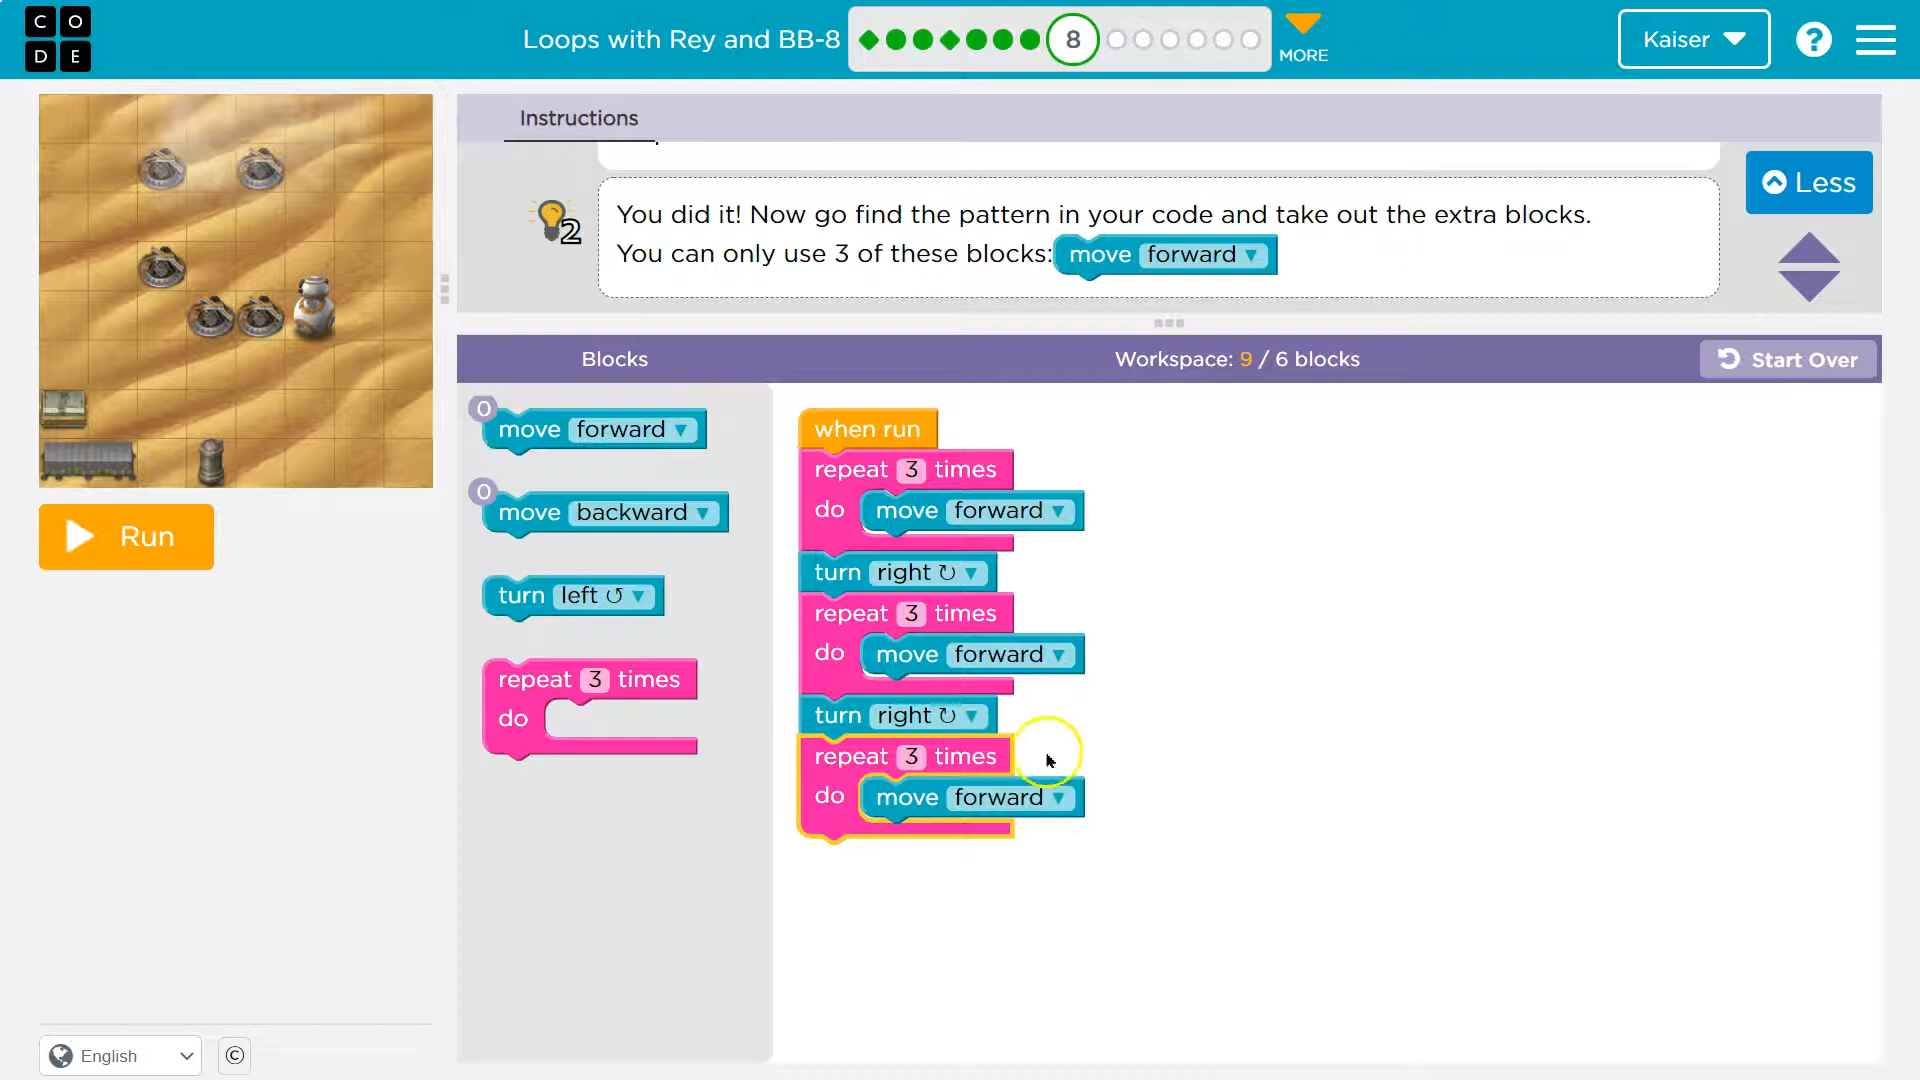 C O
D E
Loops with Rey and BB-8
8
MORE
Kaiser
?
Instructions
2
You did it! Now go find the pattern in your code and take out the extra blocks.
You can only use 3 of these blocks: move forward
Less
Blocks
Workspace: 9 / 6 blocks
Start Over
0
move forward
0
move backward
turn left ↺
repeat 3 times
do
when run
repeat 3 times
do move forward
turn right ↻
repeat 3 times
do move forward
turn right ↻
repeat 3 times
do move forward
Run
English
©